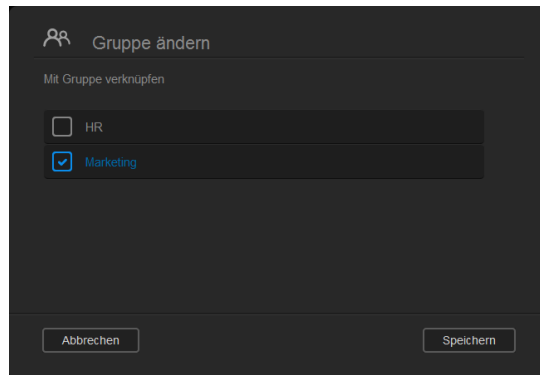 Gruppe ändern
Mit Gruppe verknüpfen
HR
Marketing
Abbrechen
Speichern